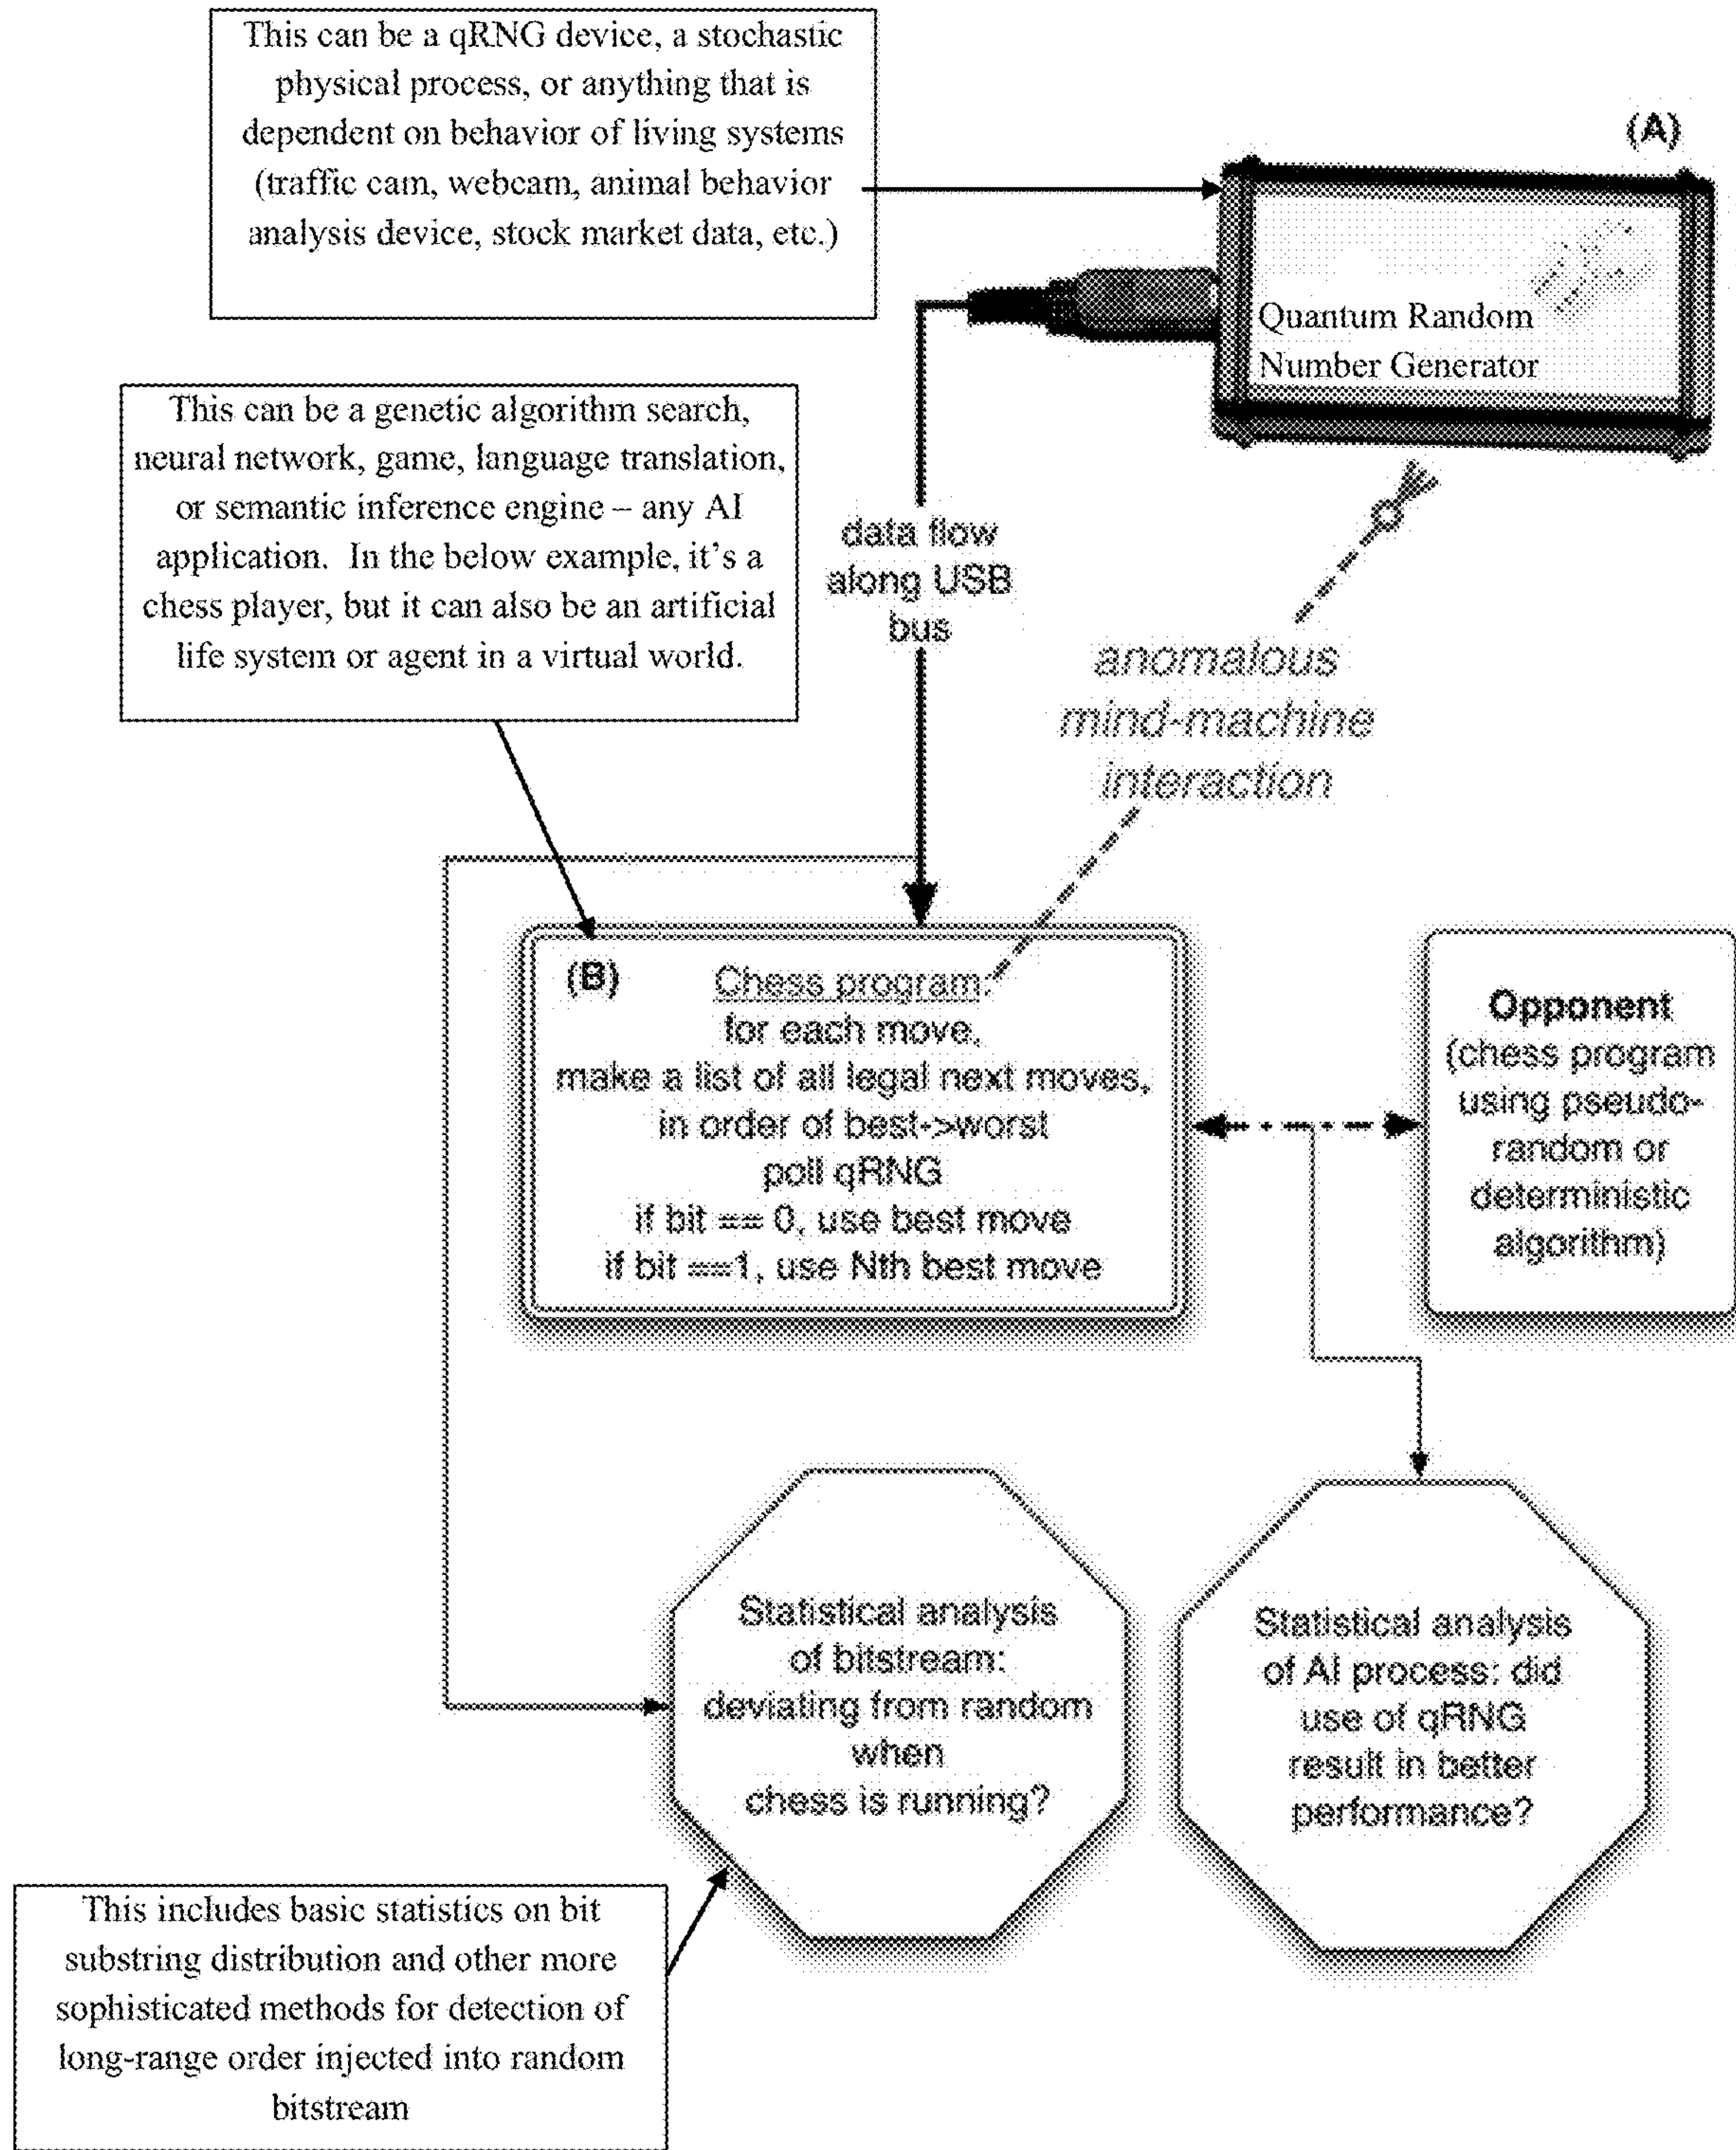 This can be a qRNG device, a stochastic
physical process, or anything that is
dependent on behavior of living systems
(traffic cam, webcam, animal behavior
analysis device, stock market data, etc.)
(A)
Quantum Random
Number Generator
This can be a genetic algorithm search,
neural network, game, language translation,
or semantic inference engine – any AI
application. In the below example, it's a
chess player, but it can also be an artificial
life system or agent in a virtual world.
data flow
along USB
bus
anomalous
mind-machine
interaction
(B)
Chess program:
for each move,
make a list of all legal next moves,
in order of best->worst
poll qRNG
if bit == 0, use best move
if bit ==1, use Nth best move
Opponent
(chess program
using pseudo-
random or
deterministic
algorithm)
Statistical analysis
of bitstream:
deviating from random
when
chess is running?
Statistical analysis
of AI process: did
use of qRNG
result in better
performance?
This includes basic statistics on bit
substring distribution and other more
sophisticated methods for detection of
long-range order injected into random
bitstream